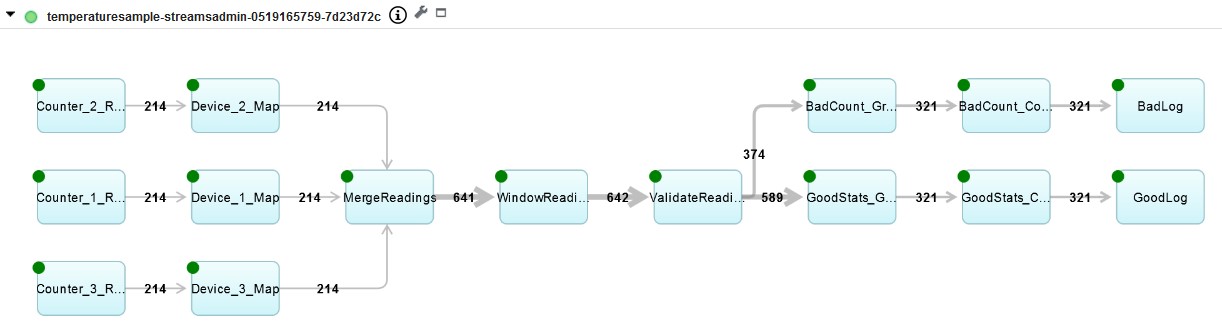 temperaturesample-streamsadmin-0519165759-7d23d72c
Counter_2_R... 214 Device_2_Map 214 BadCount_Gr... 321 BadCount_Co... 321 BadLog
374
Counter_1_R... 214 Device_1_Map 214 MergeReadings 641 WindowReadi... 642 ValidateReadi... 589 GoodStats_G... 321 GoodStats_C... 321 GoodLog
Counter_3_R... 214 Device_3_Map 214